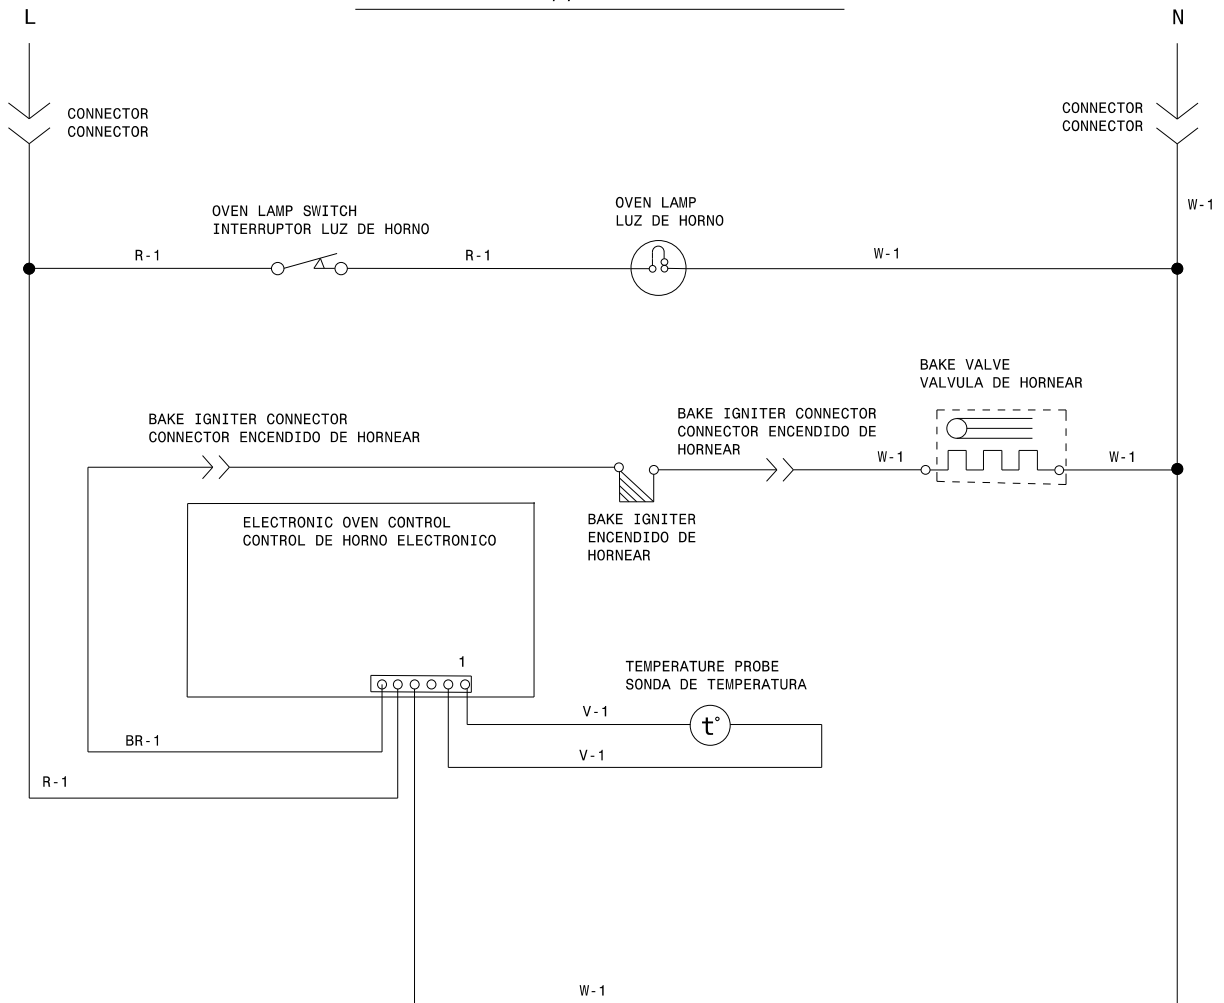 L
N
CONNECTOR
CONNECTOR
CONNECTOR
CONNECTOR
W-1
OVEN LAMP SWITCH
INTERRUPTOR LUZ DE HORNO
OVEN LAMP
LUZ DE HORNO
R-1
R-1
W-1
BAKE VALVE
VALVULA DE HORNEAR
BAKE IGNITER CONNECTOR
CONNECTOR ENCENDIDO DE HORNEAR
BAKE IGNITER CONNECTOR
CONNECTOR ENCENDIDO DE
HORNEAR
W-1
W-1
BAKE IGNITER
ENCENDIDO DE
HORNEAR
ELECTRONIC OVEN CONTROL
CONTROL DE HORNO ELECTRONICO
1
TEMPERATURE PROBE
SONDA DE TEMPERATURA
V-1
t°
BR-1
V-1
R-1
W-1